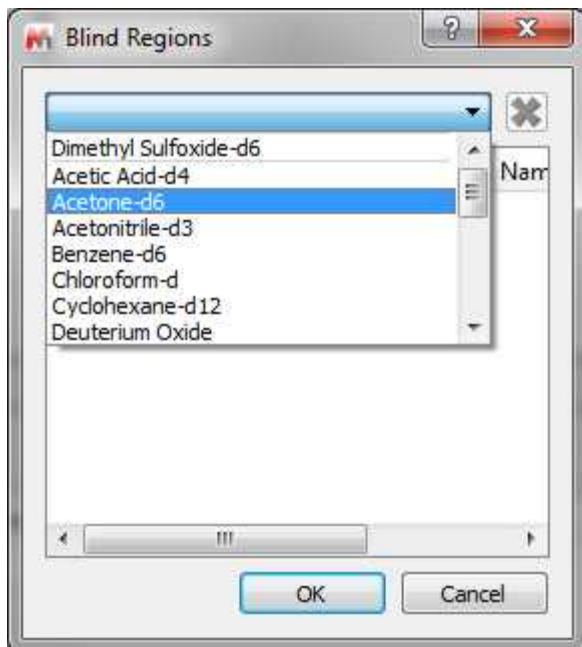 Blind Regions
Dimethyl Sulfoxide-d6
Acetic Acid-d4
Nam
Acetone-d6
Acetonitrile-d3
Benzene-d6
Chloroform-d
Cyclohexane-d12
Deuterium Oxide
OK
Cancel